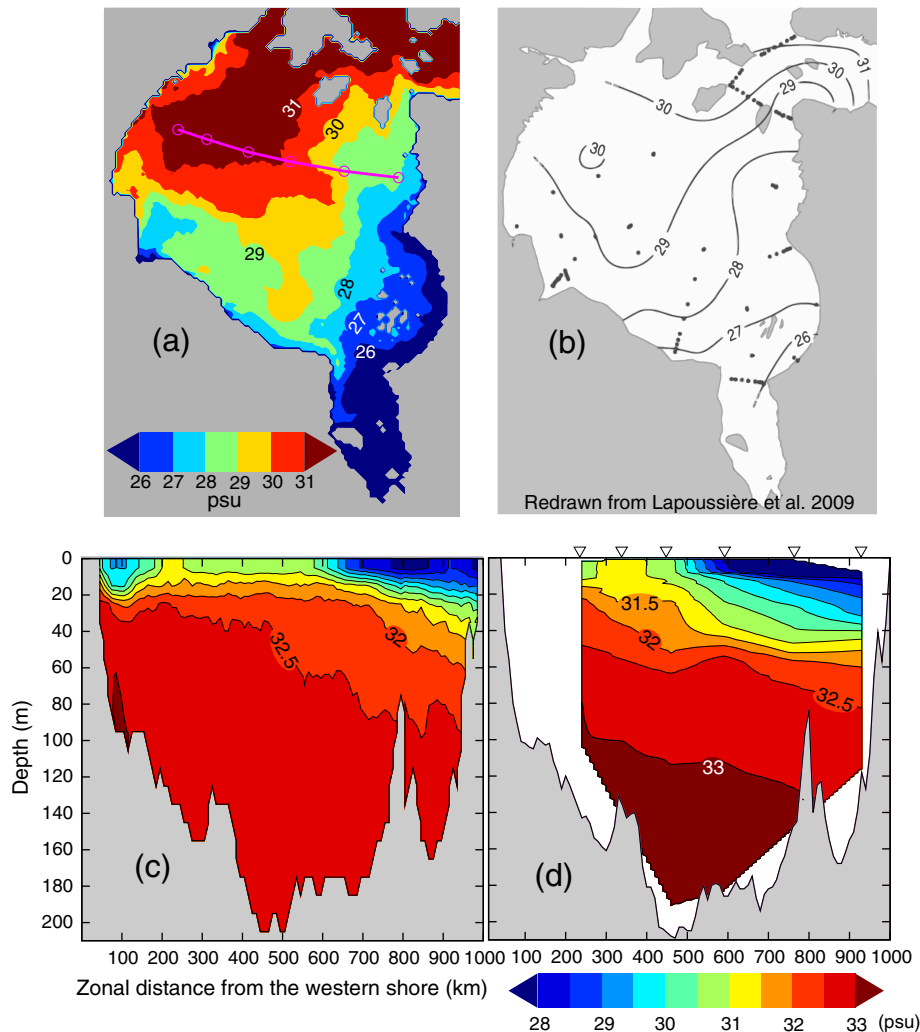 31
30
29
28
27
26
(a)
26 27 28 29 30 31
psu
31
30
29
30
30
29
28
27
26
(b)
Redrawn from Lapoussière et al. 2009
0
20
40
60
80
100
120
140
160
180
200
Depth (m)
32
32.5
(c)
100 200 300 400 500 600 700 800 900
Zonal distance from the western shore (km)
31.5
32
32.5
33
(d)
1000 100 200 300 400 500 600 700 800 900 1000
28 29 30 31 32 33 (psu)